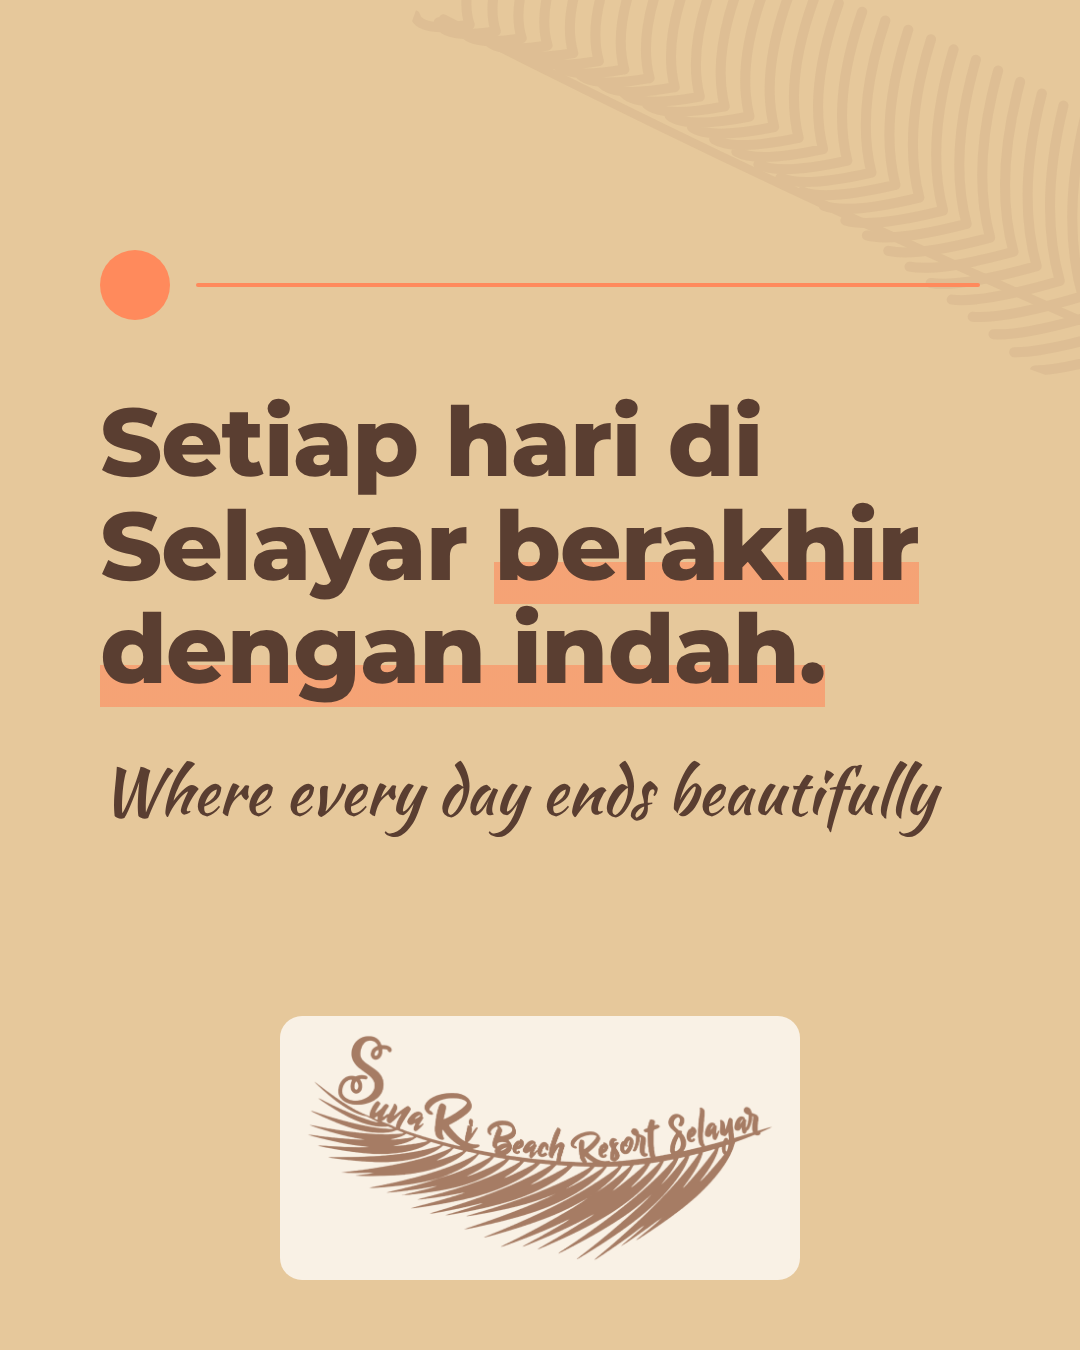 Setiap hari di
Selayar berakhir
dengan indah.
Where every day ends beautifully
SunaRi Beach Resort Selayar